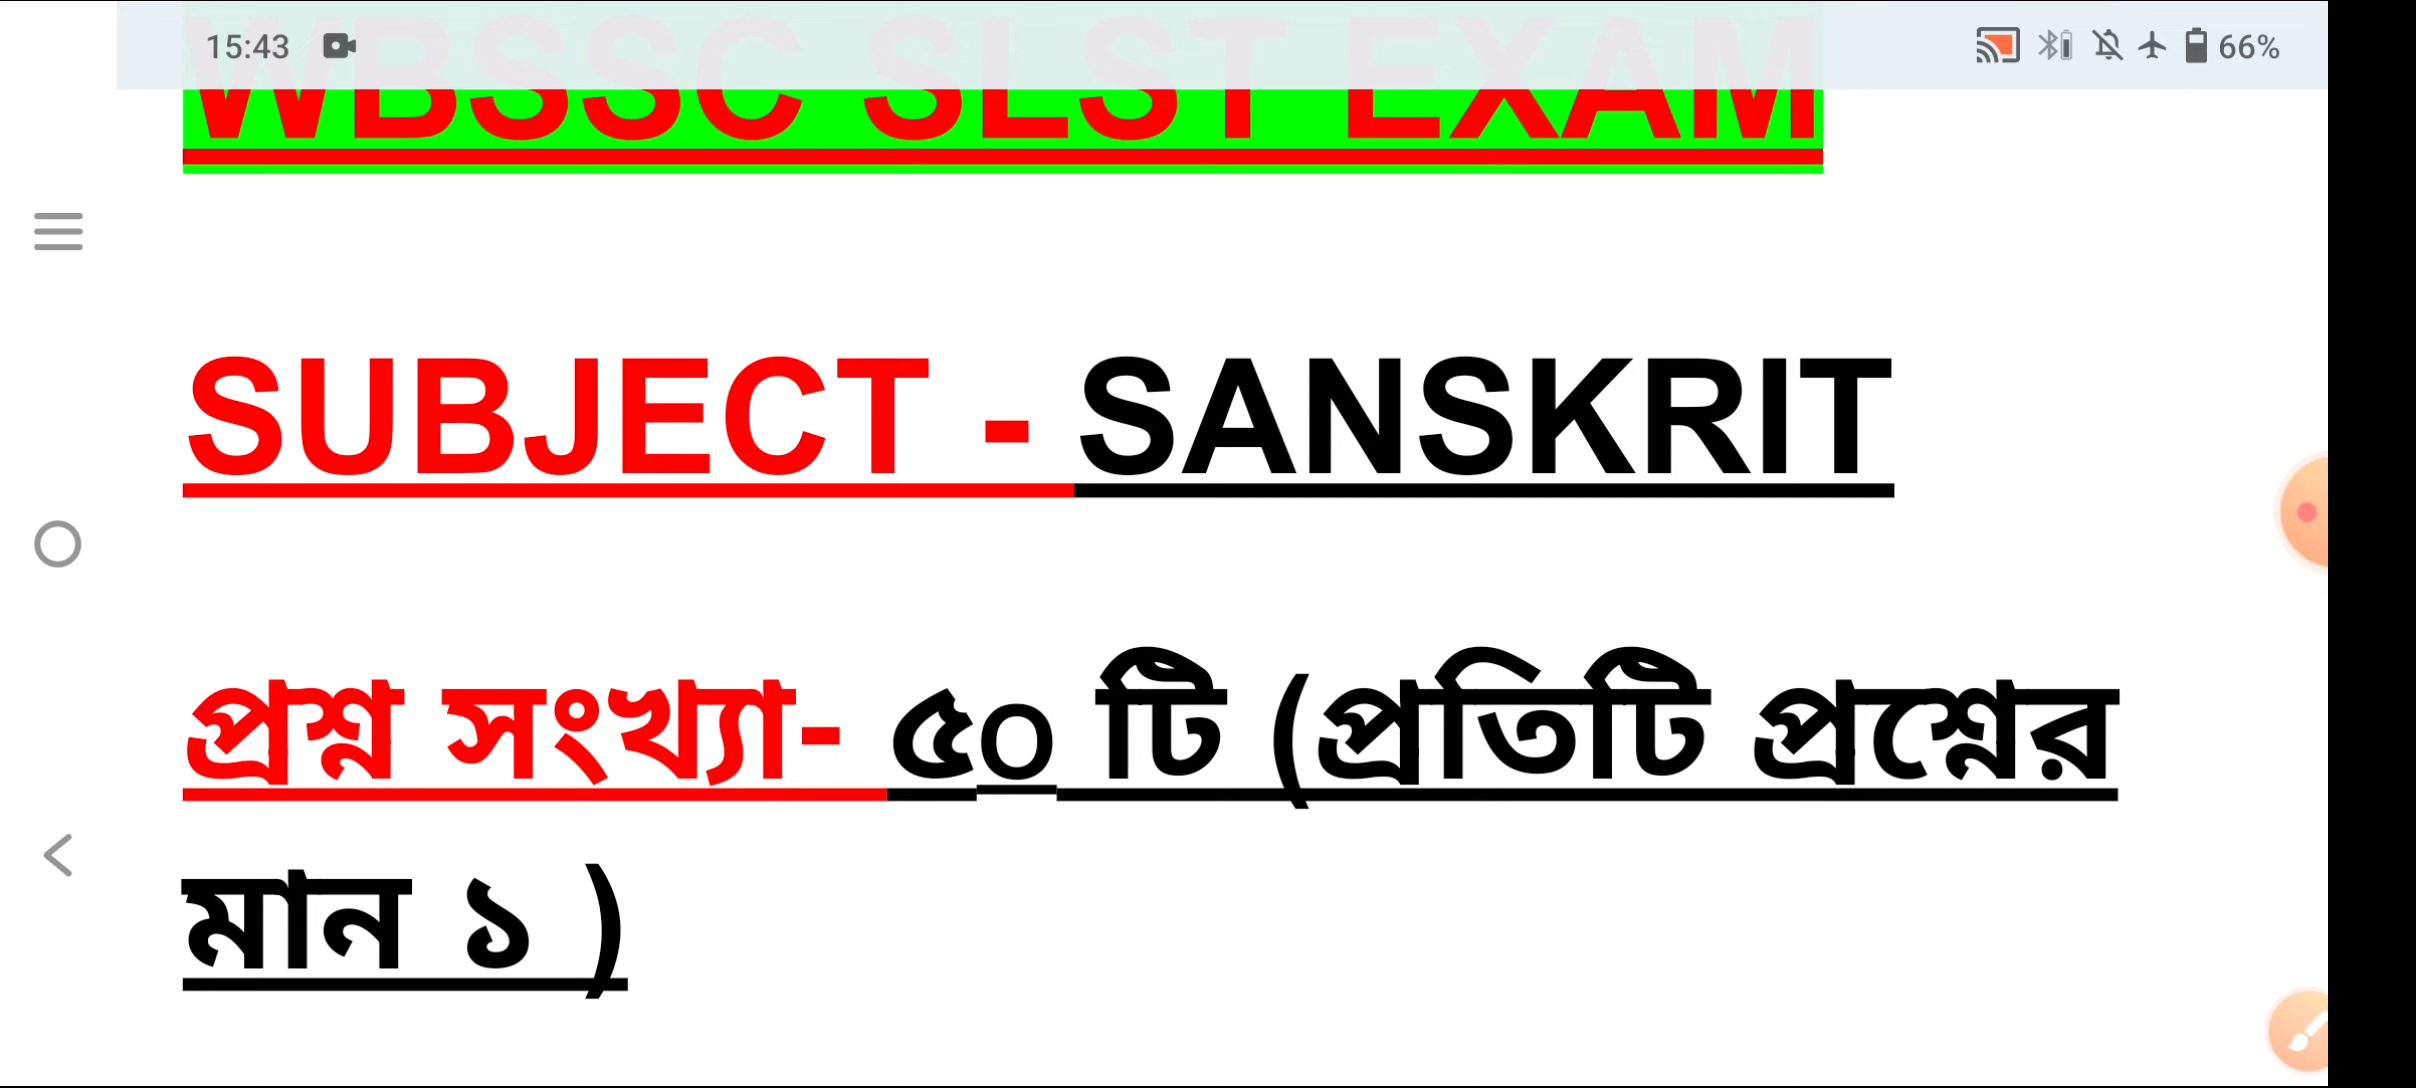 15:43 66%
WBSSC SLST EXAM
SUBJECT - SANSKRIT
প্রশ্ন সংখ্যা- ৫০ টি (প্রতিটি প্রশ্নের
মান ১ )